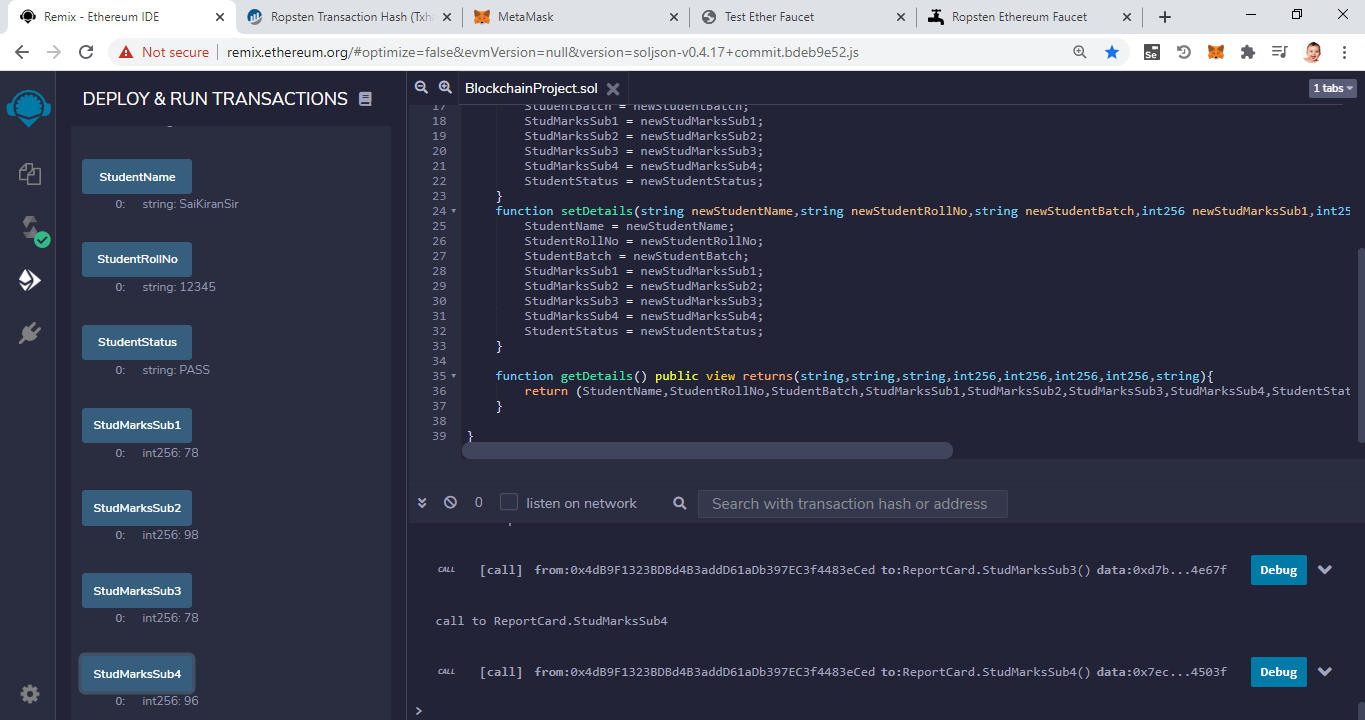 Remix - Ethereum IDE
Ropsten Transaction Hash (Txha
MetaMask
Test Ether Faucet
Ropsten Ethereum Faucet
Not secure
remix.ethereum.org/#optimize=false&evmVersion=null&version=soljson-v0.4.17+commit.bdeb9e52.js
Se
DEPLOY & RUN TRANSACTIONS
StudentName
0: string: SaiKiranSir
StudentRollNo
0: string: 12345
StudentStatus
0: string: PASS
StudMarksSub1
0: int256: 78
StudMarksSub2
0: int256: 98
StudMarksSub3
0: int256: 78
StudMarksSub4
0: int256: 96
BlockchainProject.sol
1 tabs
17 StudentBatch = newStudentBatch;
18 StudMarksSub1 = newStudMarksSub1;
19 StudMarksSub2 = newStudMarksSub2;
20 StudMarksSub3 = newStudMarksSub3;
21 StudMarksSub4 = newStudMarksSub4;
22 StudentStatus = newStudentStatus;
23 }
24 function setDetails(string newStudentName,string newStudentRollNo,string newStudentBatch,int256 newStudMarksSub1,int25
25 StudentName = newStudentName;
26 StudentRollNo = newStudentRollNo;
27 StudentBatch = newStudentBatch;
28 StudMarksSub1 = newStudMarksSub1;
29 StudMarksSub2 = newStudMarksSub2;
30 StudMarksSub3 = newStudMarksSub3;
31 StudMarksSub4 = newStudMarksSub4;
32 StudentStatus = newStudentStatus;
33 }
34
35 function getDetails() public view returns(string,string,string,int256,int256,int256,int256,string){
36 return (StudentName,StudentRollNo,StudentBatch,StudMarksSub1,StudMarksSub2,StudMarksSub3,StudMarksSub4,StudentStat
37 }
38
39 }
0 listen on network Search with transaction hash or address
CALL [call] from:0x4dB9F1323BDBd4B3addD61aDb397EC3f4483eCed to:ReportCard.StudMarksSub3() data:0xd7b...4e67f Debug
call to ReportCard.StudMarksSub4
CALL [call] from:0x4dB9F1323BDBd4B3addD61aDb397EC3f4483eCed to:ReportCard.StudMarksSub4() data:0x7ec...4503f Debug
>